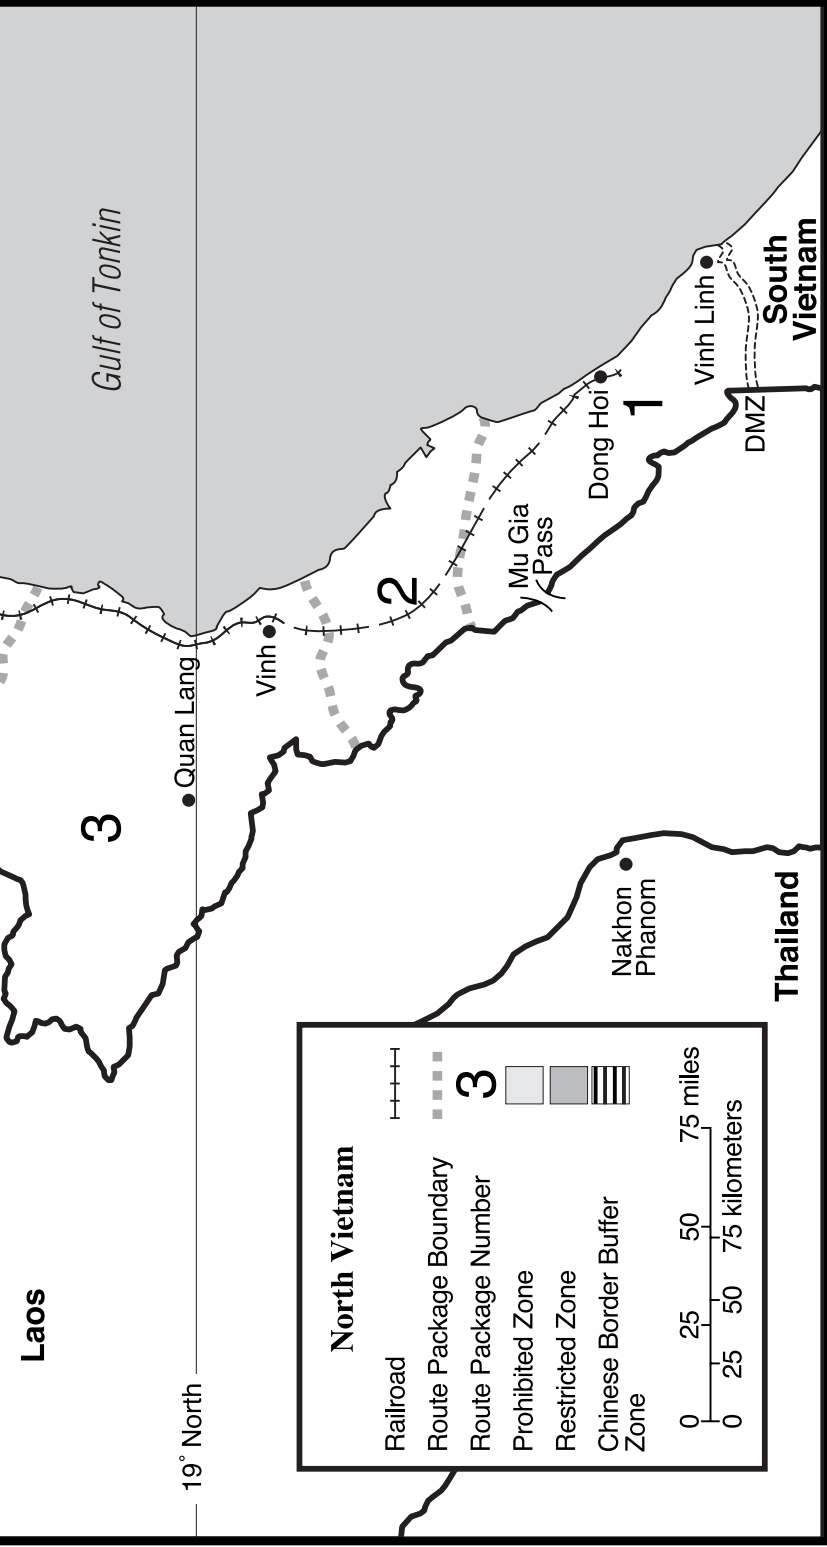 Laos
Gulf of Tonkin
3
19° North
Quan Lang
Vinh
2
Mu Gia
Pass
Dong Hoi
1
Vinh Linh
DMZ
South
Vietnam
Nakhon
Phanom
Thailand
North Vietnam
Railroad
Route Package Boundary
Route Package Number 3
Prohibited Zone
Restricted Zone
Chinese Border Buffer
Zone
0 25 50 75 miles
0 25 50 75 kilometers